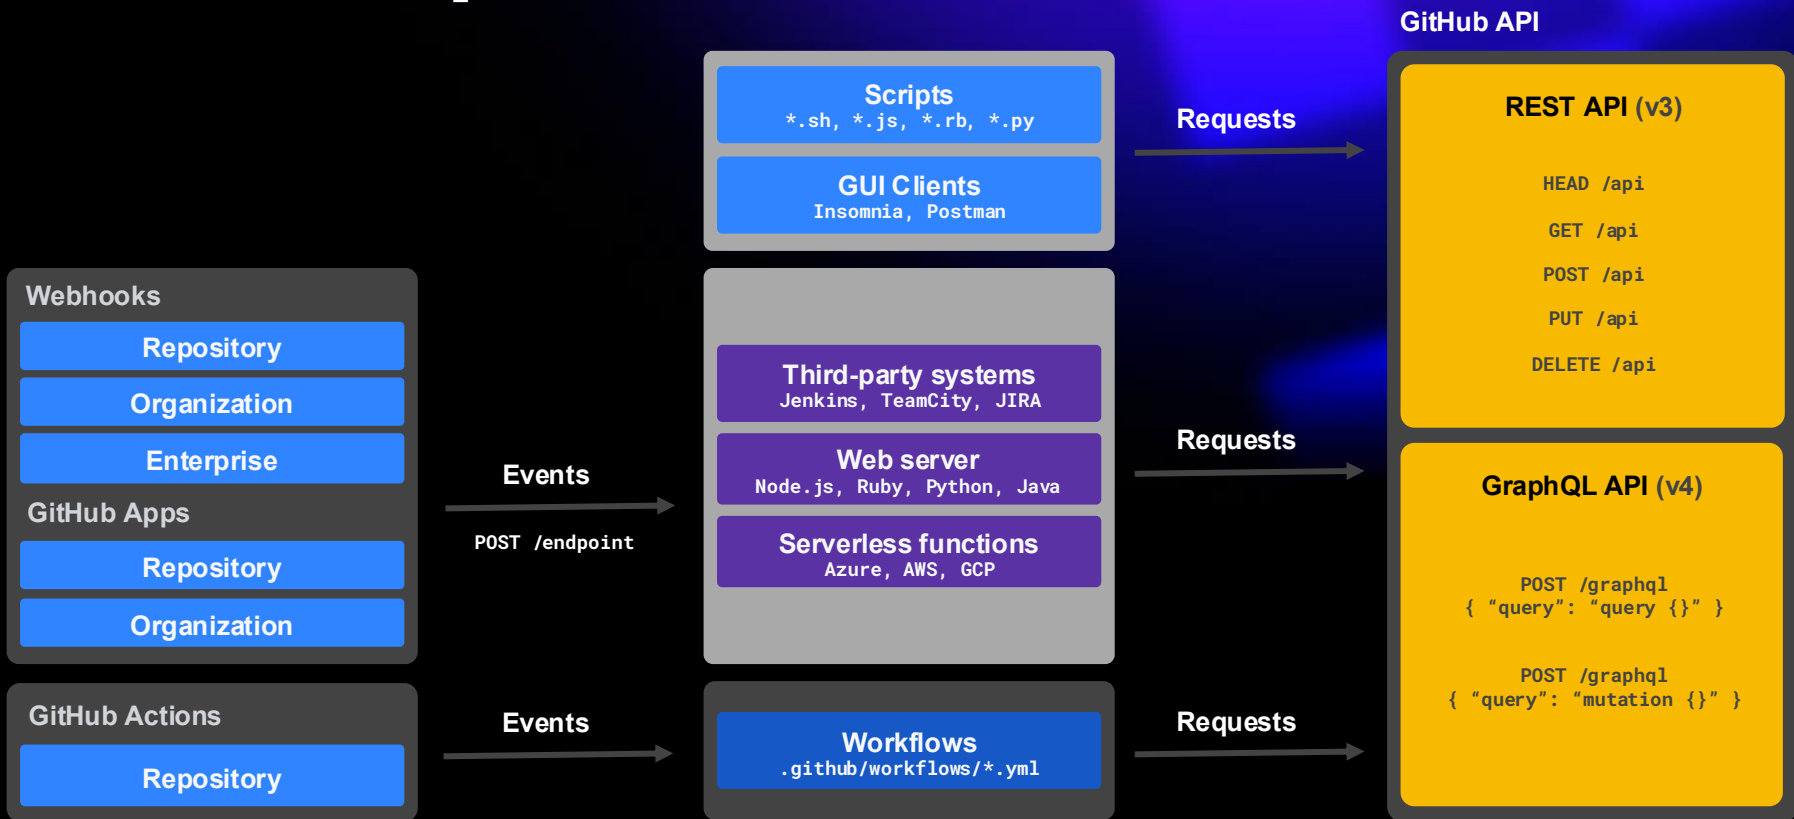 GitHub API
Scripts
*.sh, *.js, *.rb, *.py
GUI Clients
Insomnia, Postman
Requests
REST API (v3)
HEAD /api
GET /api
POST /api
PUT /api
DELETE /api
Webhooks
Repository
Organization
Enterprise
GitHub Apps
Repository
Organization
Events
POST /endpoint
Third-party systems
Jenkins, TeamCity, JIRA
Web server
Node.js, Ruby, Python, Java
Serverless functions
Azure, AWS, GCP
Requests
GraphQL API (v4)
POST /graphql
{ “query”: “query {}” }
POST /graphql
{ “query”: “mutation {}” }
GitHub Actions
Repository
Events
Workflows
.github/workflows/*.yml
Requests